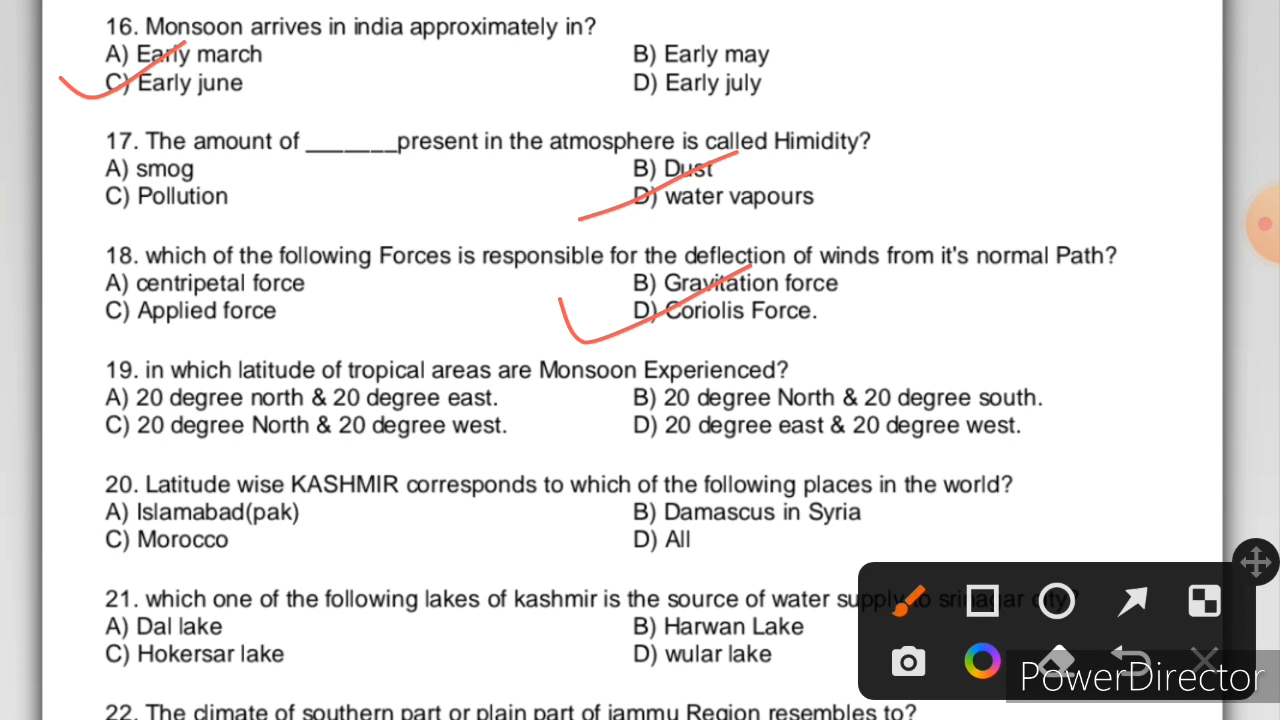 16. Monsoon arrives in india approximately in?
A) Early march B) Early may
C) Early june D) Early july
17. The amount of _______present in the atmosphere is called Himidity?
A) smog B) Dust
C) Pollution D) water vapours
18. which of the following Forces is responsible for the deflection of winds from it's normal Path?
A) centripetal force B) Gravitation force
C) Applied force D) Coriolis Force.
19. in which latitude of tropical areas are Monsoon Experienced?
A) 20 degree north & 20 degree east. B) 20 degree North & 20 degree south.
C) 20 degree North & 20 degree west. D) 20 degree east & 20 degree west.
20. Latitude wise KASHMIR corresponds to which of the following places in the world?
A) Islamabad(pak) B) Damascus in Syria
C) Morocco D) All
21. which one of the following lakes of kashmir is the source of water supply to srinagar city?
A) Dal lake B) Harwan Lake
C) Hokersar lake D) wular lake
PowerDirector
22. The climate of southern part or plain part of jammu Region resembles to?